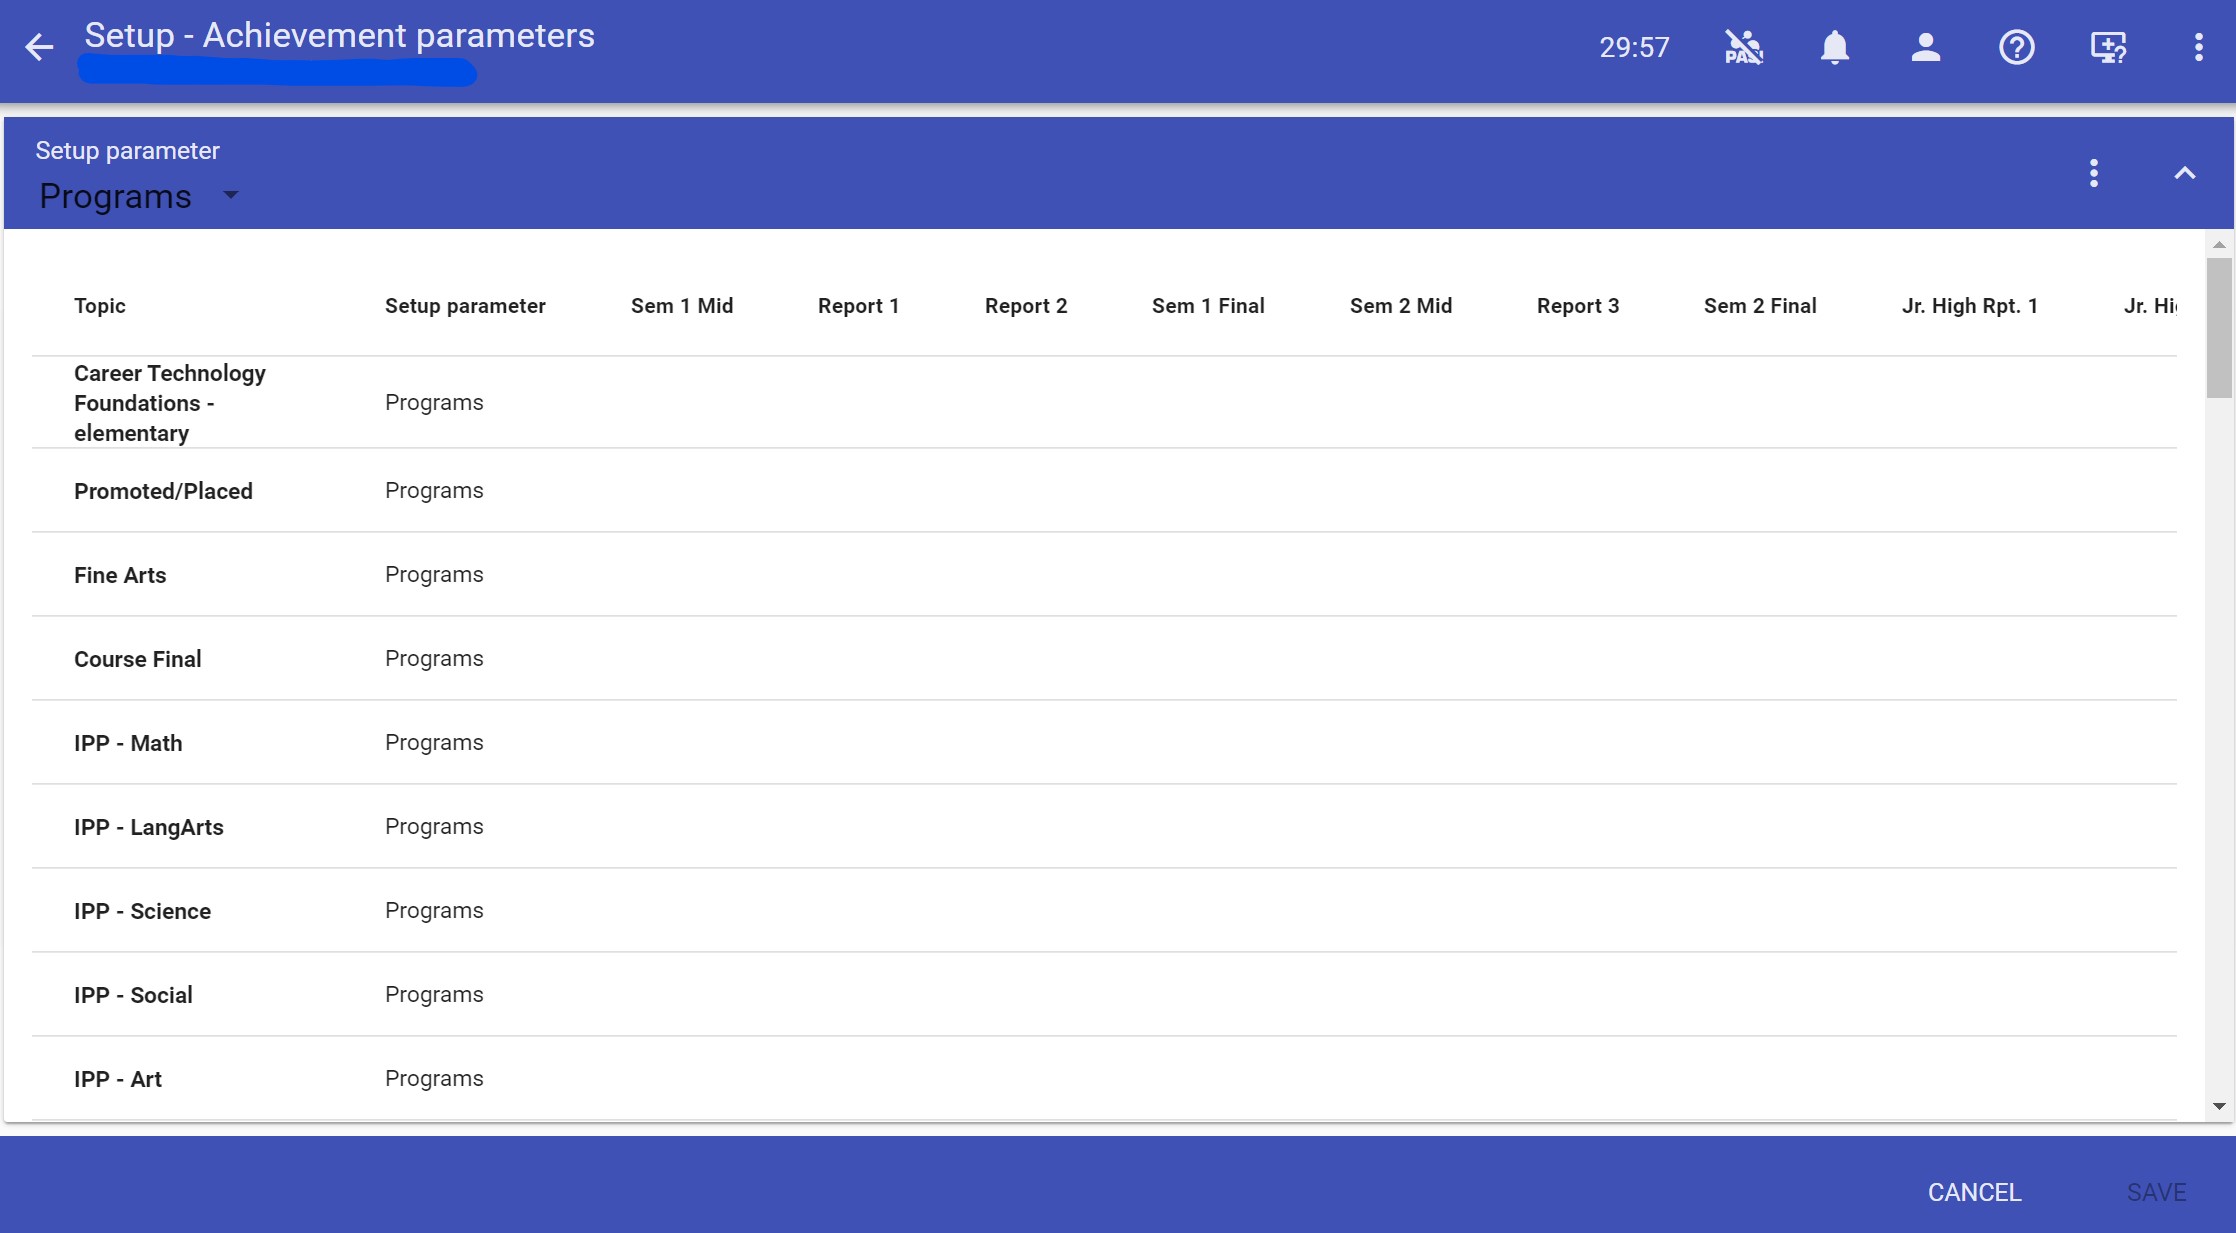 Setup - Achievement parameters
29:57
PAS
Setup parameter
Programs
Topic Setup parameter Sem 1 Mid Report 1 Report 2 Sem 1 Final Sem 2 Mid Report 3 Sem 2 Final Jr. High Rpt. 1 Jr. Hi
Career Technology
Foundations -
elementary
Programs
Promoted/Placed Programs
Fine Arts Programs
Course Final Programs
IPP - Math Programs
IPP - LangArts Programs
IPP - Science Programs
IPP - Social Programs
IPP - Art Programs
CANCEL SAVE